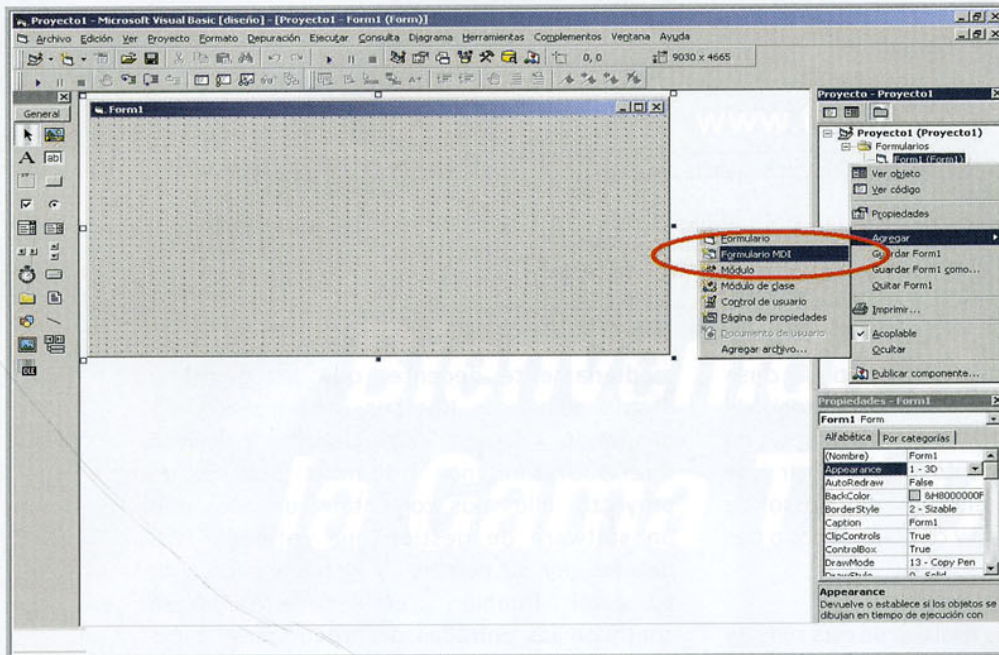 Proyecto1 - Microsoft Visual Basic [diseño] - [Proyecto1 - Form1 (Form)]
Archivo Edición Ver Proyecto Formato Depuración Ejecutar Consulta Diagrama Herramientas Complementos Ventana Ayuda
0, 0 9030 x 4665
General
A
ab
OLE
Form1
Formulario
Formulario MDI
Módulo
Módulo de clase
Control de usuario
Página de propiedades
Documento de usuario
Agregar archivo...
Proyecto - Proyecto1
Proyecto1 (Proyecto1)
Formularios
Form1 (Form1)
Ver objeto
Ver código
Propiedades
Agregar
Guardar Form1
Guardar Form1 como...
Quitar Form1
Imprimir...
Acoplable
Ocultar
Publicar componente...
Propiedades - Form1
Form1 Form
Alfabética Por categorías
(Nombre) Form1
Appearance 1 - 3D
AutoRedraw False
BackColor &H8000000F
BorderStyle 2 - Sizable
Caption Form1
ClipControls True
ControlBox True
DrawMode 13 - Copy Pen
DrawStyle 0 - Solid
Appearance
Devuelve o establece si los objetos se
dibujan en tiempo de ejecución con